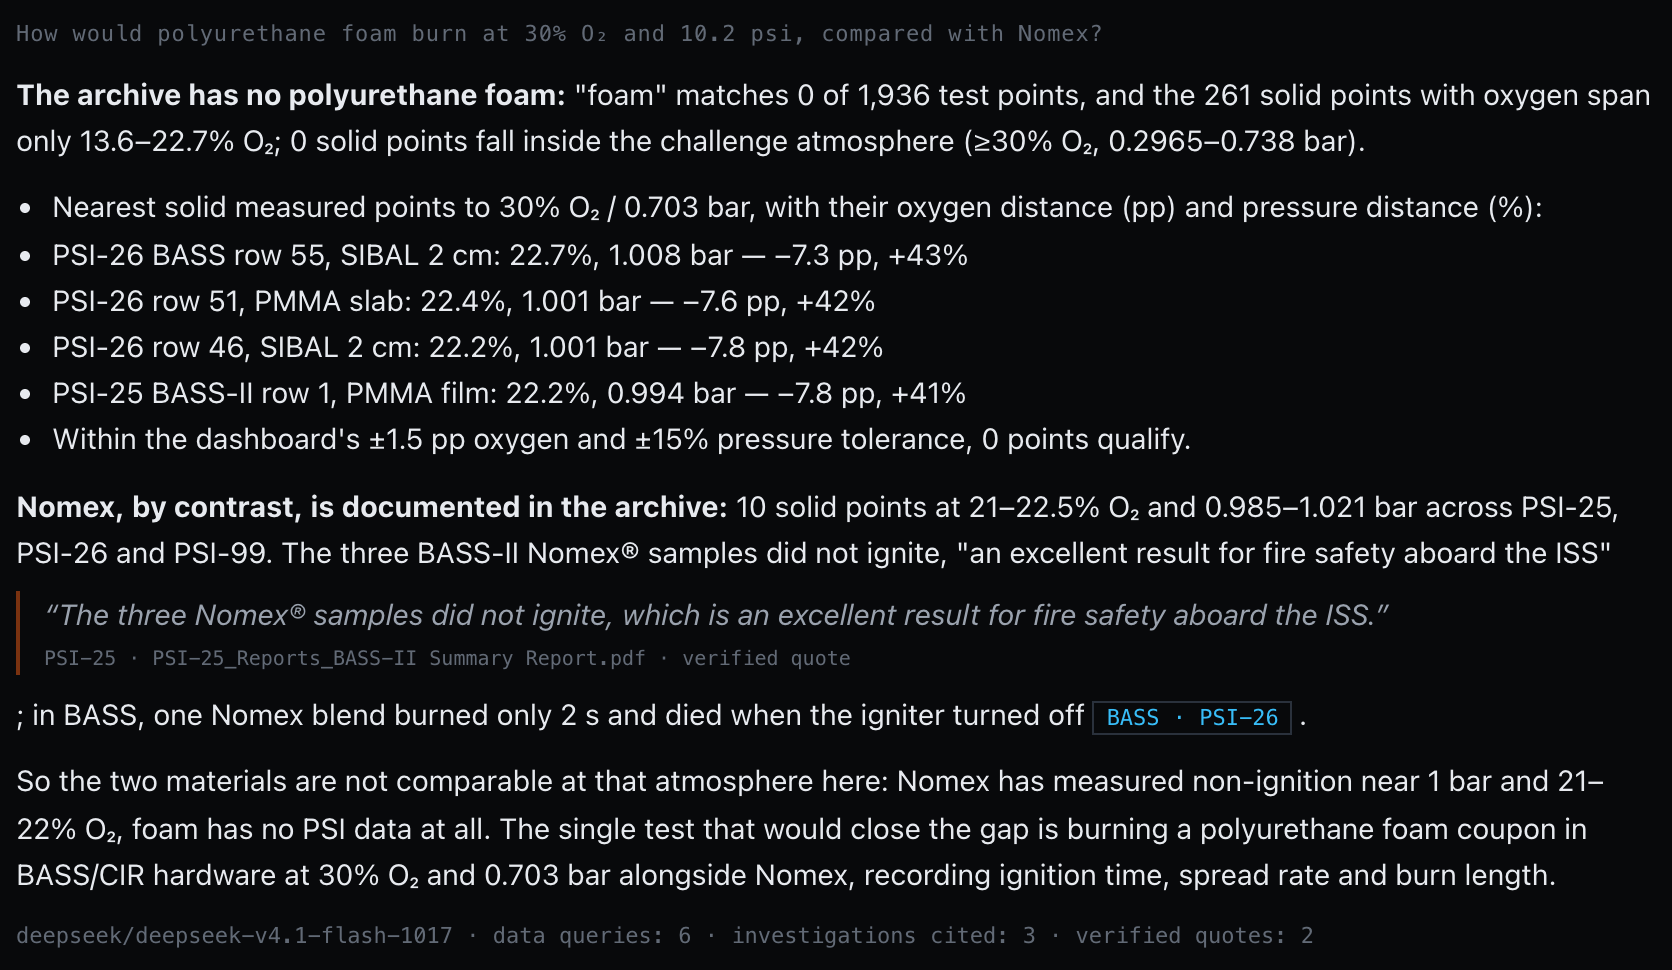 How would polyurethane foam burn at 30% O₂ and 10.2 psi, compared with Nomex?
The archive has no polyurethane foam: "foam" matches 0 of 1,936 test points, and the 261 solid points with oxygen span
only 13.6–22.7% O₂; 0 solid points fall inside the challenge atmosphere (≥30% O₂, 0.2965–0.738 bar).
• Nearest solid measured points to 30% O₂ / 0.703 bar, with their oxygen distance (pp) and pressure distance (%):
• PSI-26 BASS row 55, SIBAL 2 cm: 22.7%, 1.008 bar — −7.3 pp, +43%
• PSI-26 row 51, PMMA slab: 22.4%, 1.001 bar — −7.6 pp, +42%
• PSI-26 row 46, SIBAL 2 cm: 22.2%, 1.001 bar — −7.8 pp, +42%
• PSI-25 BASS-II row 1, PMMA film: 22.2%, 0.994 bar — −7.8 pp, +41%
• Within the dashboard's ±1.5 pp oxygen and ±15% pressure tolerance, 0 points qualify.
Nomex, by contrast, is documented in the archive: 10 solid points at 21–22.5% O₂ and 0.985–1.021 bar across PSI-25,
PSI-26 and PSI-99. The three BASS-II Nomex® samples did not ignite, "an excellent result for fire safety aboard the ISS"
“The three Nomex® samples did not ignite, which is an excellent result for fire safety aboard the ISS.”
PSI-25 · PSI-25_Reports_BASS-II Summary Report.pdf · verified quote
; in BASS, one Nomex blend burned only 2 s and died when the igniter turned off BASS · PSI-26 .
So the two materials are not comparable at that atmosphere here: Nomex has measured non-ignition near 1 bar and 21–
22% O₂, foam has no PSI data at all. The single test that would close the gap is burning a polyurethane foam coupon in
BASS/CIR hardware at 30% O₂ and 0.703 bar alongside Nomex, recording ignition time, spread rate and burn length.
deepseek/deepseek-v4.1-flash-1017 · data queries: 6 · investigations cited: 3 · verified quotes: 2